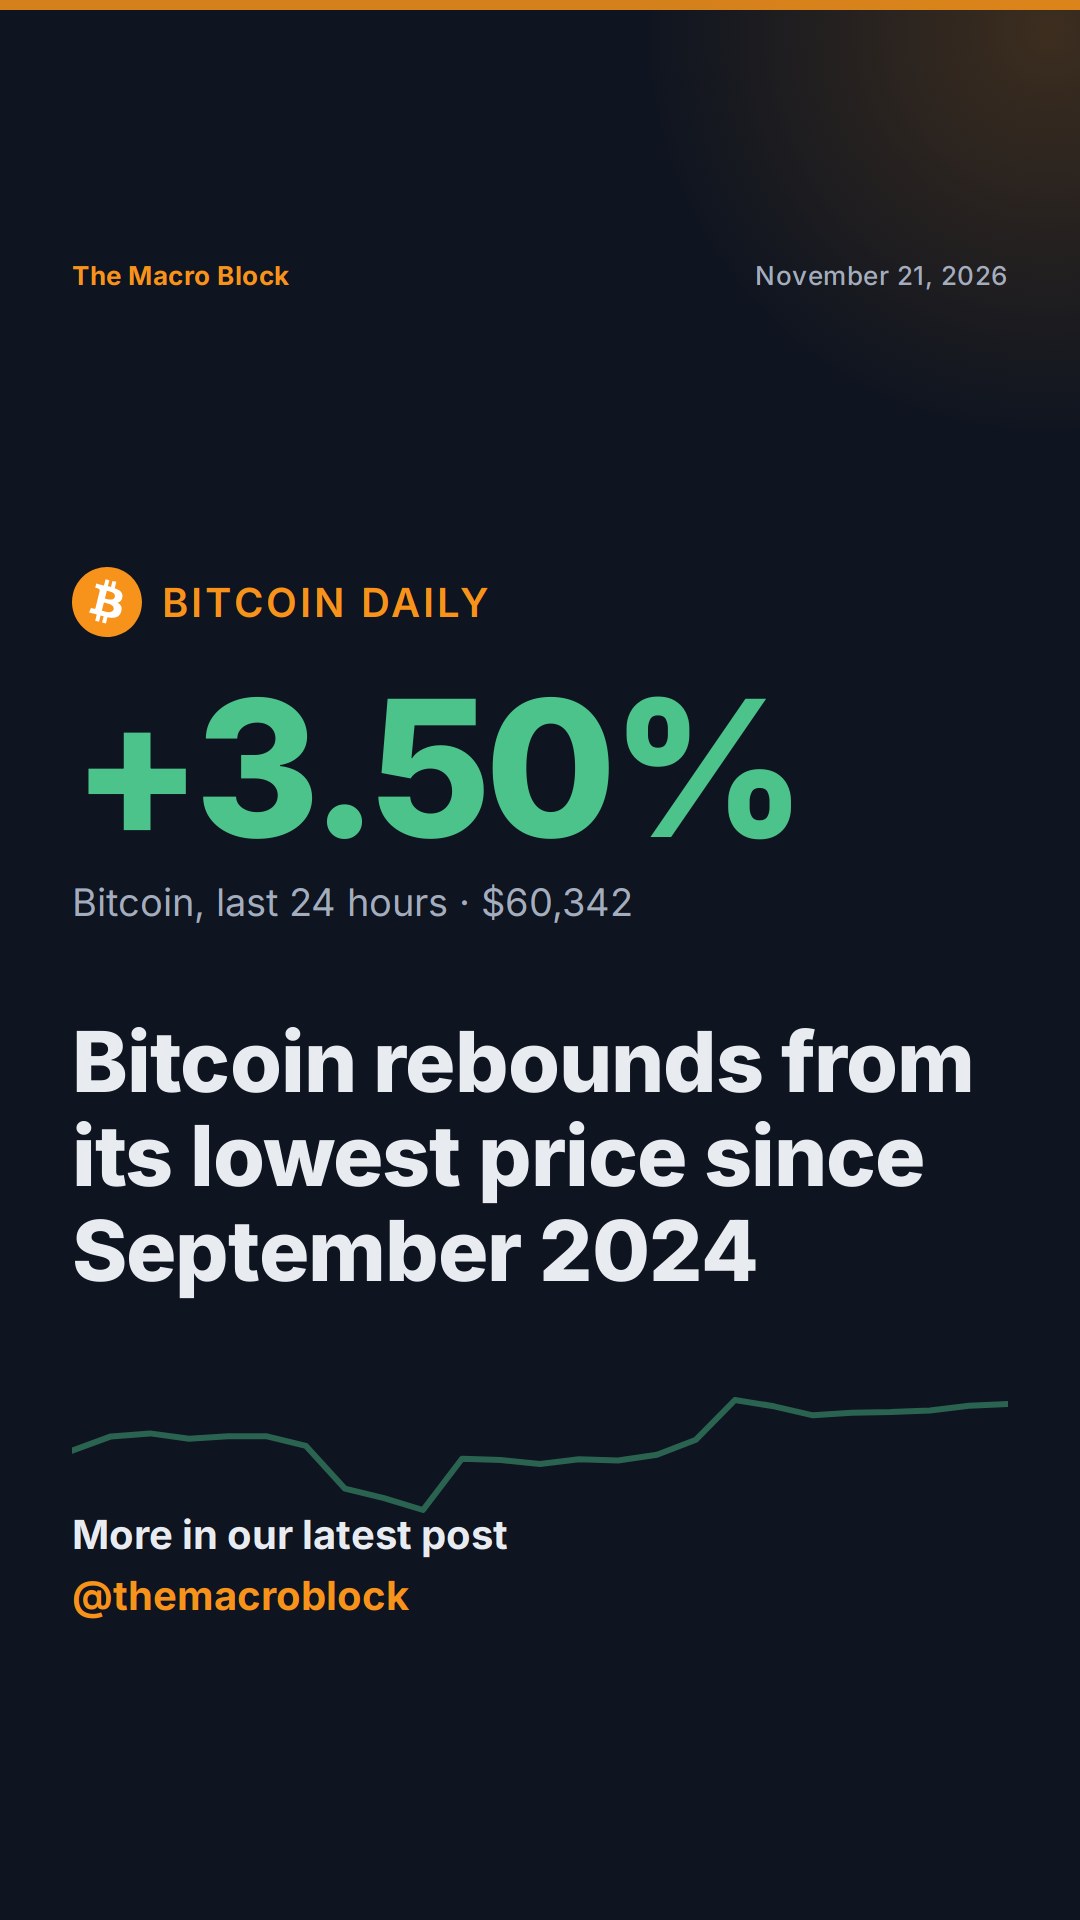 The Macro Block
November 21, 2026
BITCOIN DAILY
+3.50%
Bitcoin, last 24 hours · $60,342
Bitcoin rebounds from
its lowest price since
September 2024
More in our latest post
@themacroblock